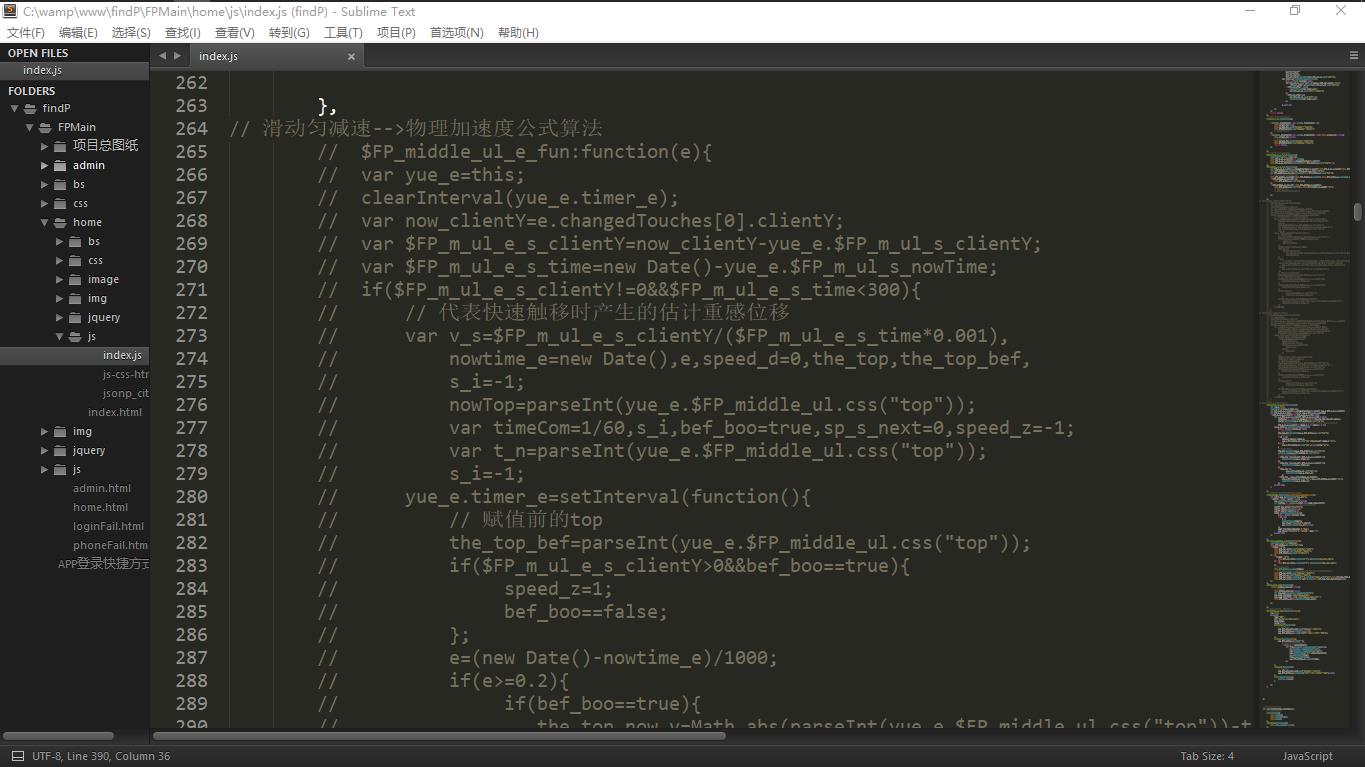 C:\wamp\www\findP\FPMain\home\js\index.js (findP) - Sublime Text
文件(F) 编辑(E) 选择(S) 查找(I) 查看(V) 转到(G) 工具(T) 项目(P) 首选项(N) 帮助(H)
OPEN FILES
index.js
FOLDERS
findP
FPMain
项目总图纸
admin
bs
css
home
bs
css
image
img
jquery
js
index.js
js-css-htr
jsonp_cit
index.html
img
jquery
js
admin.html
home.html
loginFail.html
phoneFail.htm
APP登录快捷方式
index.js
262
263 },
264 // 滑动匀减速-->物理加速度公式算法
265 // $FP_middle_ul_e_fun:function(e){
266 // var yue_e=this;
267 // clearInterval(yue_e.timer_e);
268 // var now_clientY=e.changedTouches[0].clientY;
269 // var $FP_m_ul_e_s_clientY=now_clientY-yue_e.$FP_m_ul_s_clientY;
270 // var $FP_m_ul_e_s_time=new Date()-yue_e.$FP_m_ul_s_nowTime;
271 // if($FP_m_ul_e_s_clientY!=0&&$FP_m_ul_e_s_time<300){
272 // // 代表快速触移时产生的估计重感位移
273 // var v_s=$FP_m_ul_e_s_clientY/($FP_m_ul_e_s_time*0.001),
274 // nowtime_e=new Date(),e,speed_d=0,the_top,the_top_bef,
275 // s_i=-1;
276 // nowTop=parseInt(yue_e.$FP_middle_ul.css("top"));
277 // var timeCom=1/60,s_i,bef_boo=true,sp_s_next=0,speed_z=-1;
278 // var t_n=parseInt(yue_e.$FP_middle_ul.css("top"));
279 // s_i=-1;
280 // yue_e.timer_e=setInterval(function(){
281 // // 赋值前的top
282 // the_top_bef=parseInt(yue_e.$FP_middle_ul.css("top"));
283 // if($FP_m_ul_e_s_clientY>0&&bef_boo==true){
284 // speed_z=1;
285 // bef_boo==false;
286 // };
287 // e=(new Date()-nowtime_e)/1000;
288 // if(e>=0.2){
289 // if(bef_boo==true){
290 // the_top_now_v=Math.abs(parseInt(yue_e.$FP_middle_ul.css("top"))-t
UTF-8, Line 390, Column 36
Tab Size: 4
JavaScript